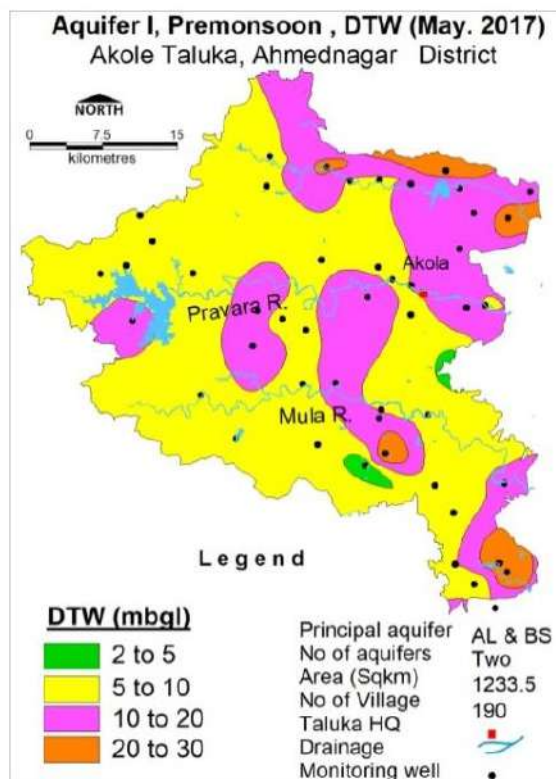 Aquifer I, Premonsoon , DTW (May. 2017)
Akole Taluka, Ahmednagar District
NORTH
0 7.5 15
kilometres
Akola
Pravara R.
Mula R.
Legend
DTW (mbgl)
2 to 5
5 to 10
10 to 20
20 to 30
Principal aquifer AL & BS
No of aquifers Two
Area (Sqkm) 1233.5
No of Village 190
Taluka HQ
Drainage
Monitoring well